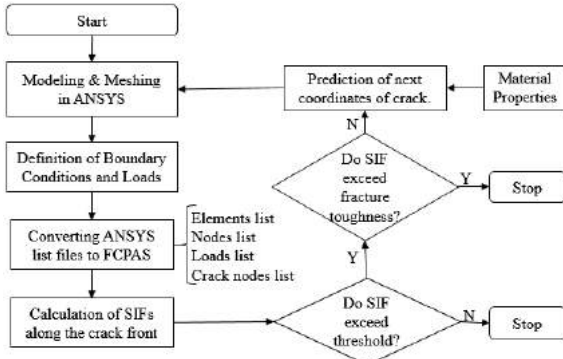 Start
Modeling & Meshing
in ANSYS
Definition of Boundary
Conditions and Loads
Converting ANSYS
list files to FCPAS
Elements list
Nodes list
Loads list
Crack nodes list
Calculation of SIFs
along the crack front
Do SIF
exceed
threshold?
N
Stop
Y
Do SIF
exceed
fracture
toughness?
Y
Stop
N
Prediction of next
coordinates of crack.
Material
Properties